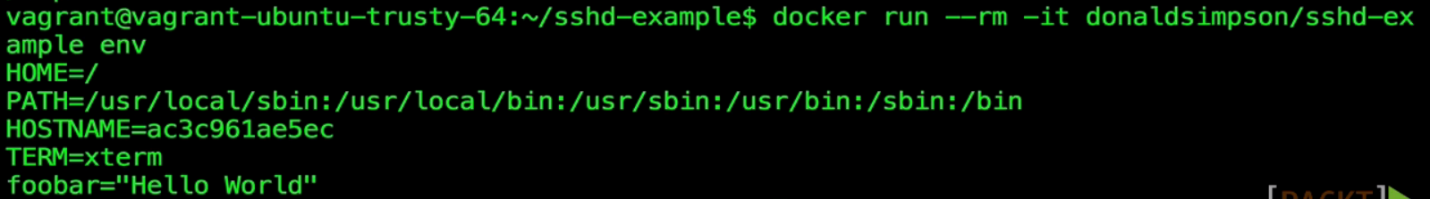 vagrant@vagrant-ubuntu-trusty-64:~/sshd-example$ docker run --rm -it donaldsimpson/sshd-ex
ample env
HOME=/
PATH=/usr/local/sbin:/usr/local/bin:/usr/sbin:/usr/bin:/sbin:/bin
HOSTNAME=ac3c961ae5ec
TERM=xterm
foobar="Hello World"